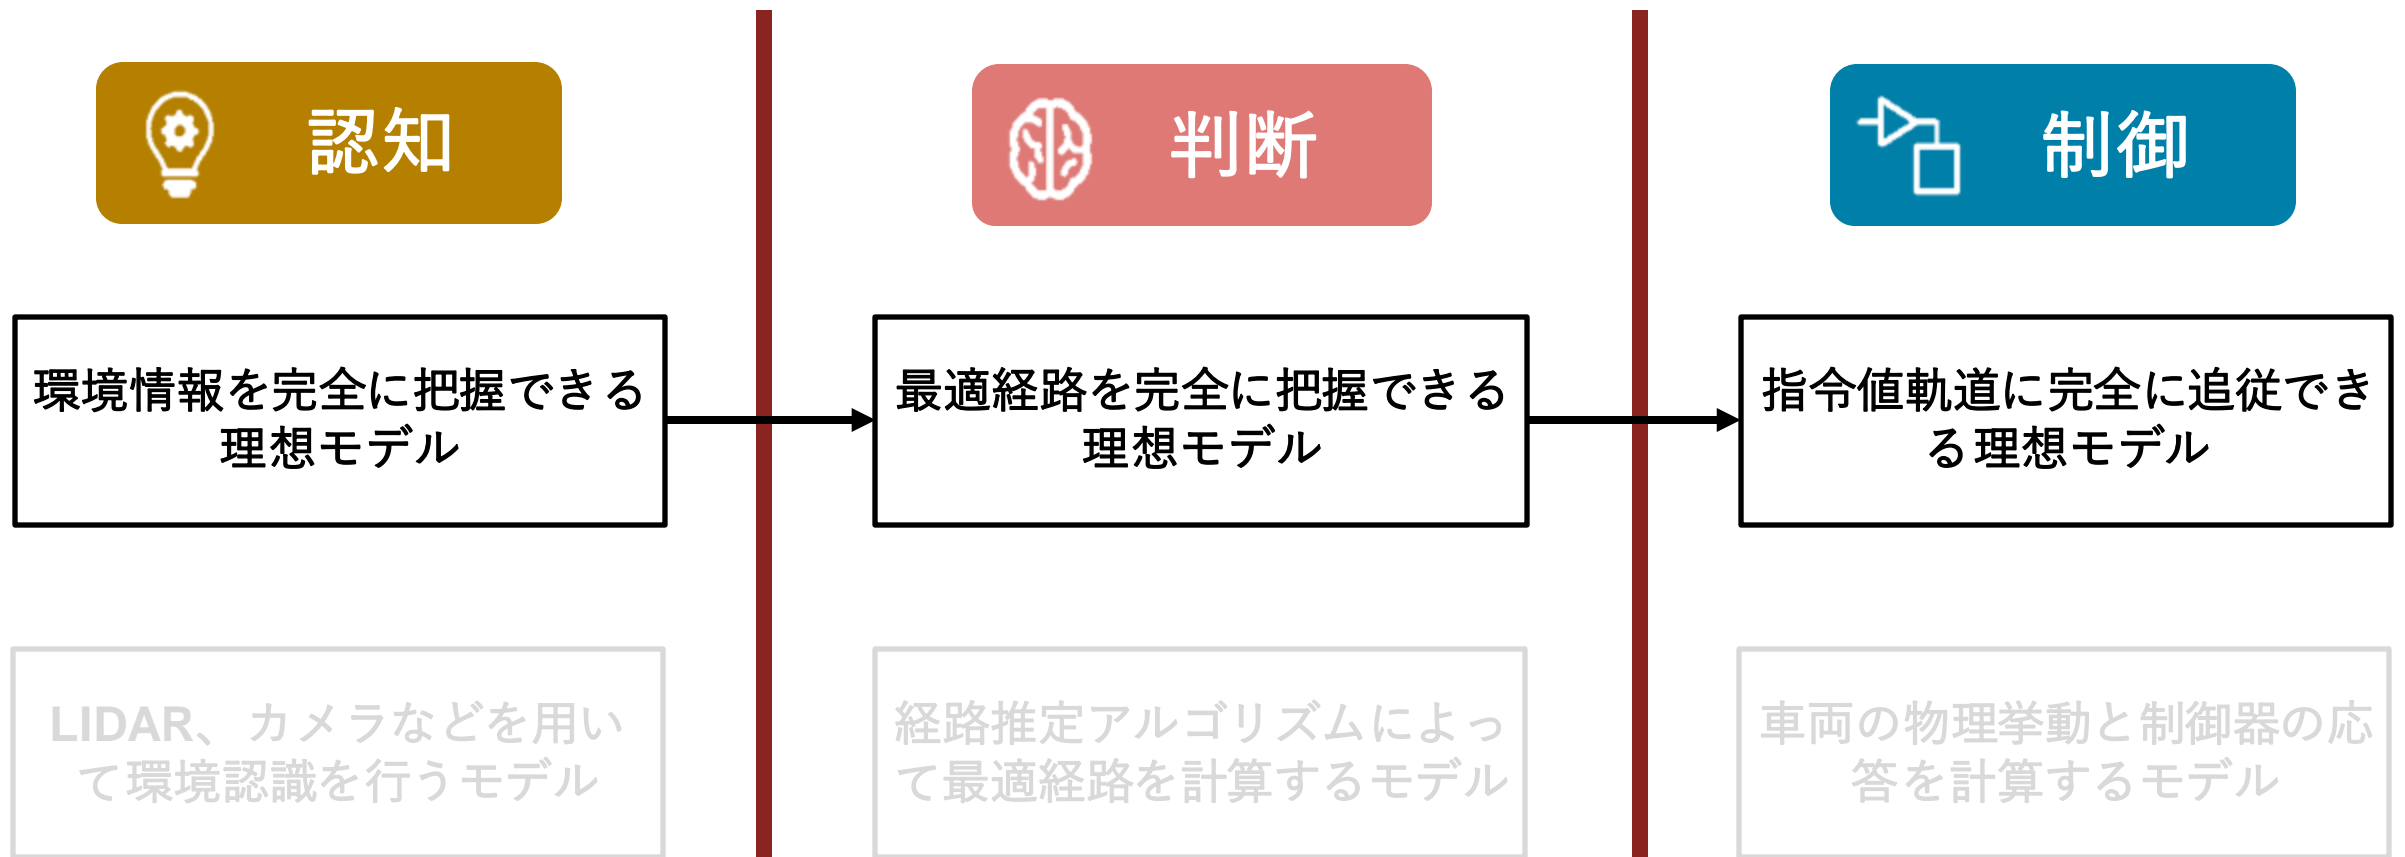 認知
判断
制御
環境情報を完全に把握できる
理想モデル
最適経路を完全に把握できる
理想モデル
指令値軌道に完全に追従でき
る理想モデル
LIDAR、カメラなどを用い
て環境認識を行うモデル
経路推定アルゴリズムによっ
て最適経路を計算するモデル
車両の物理挙動と制御器の応
答を計算するモデル